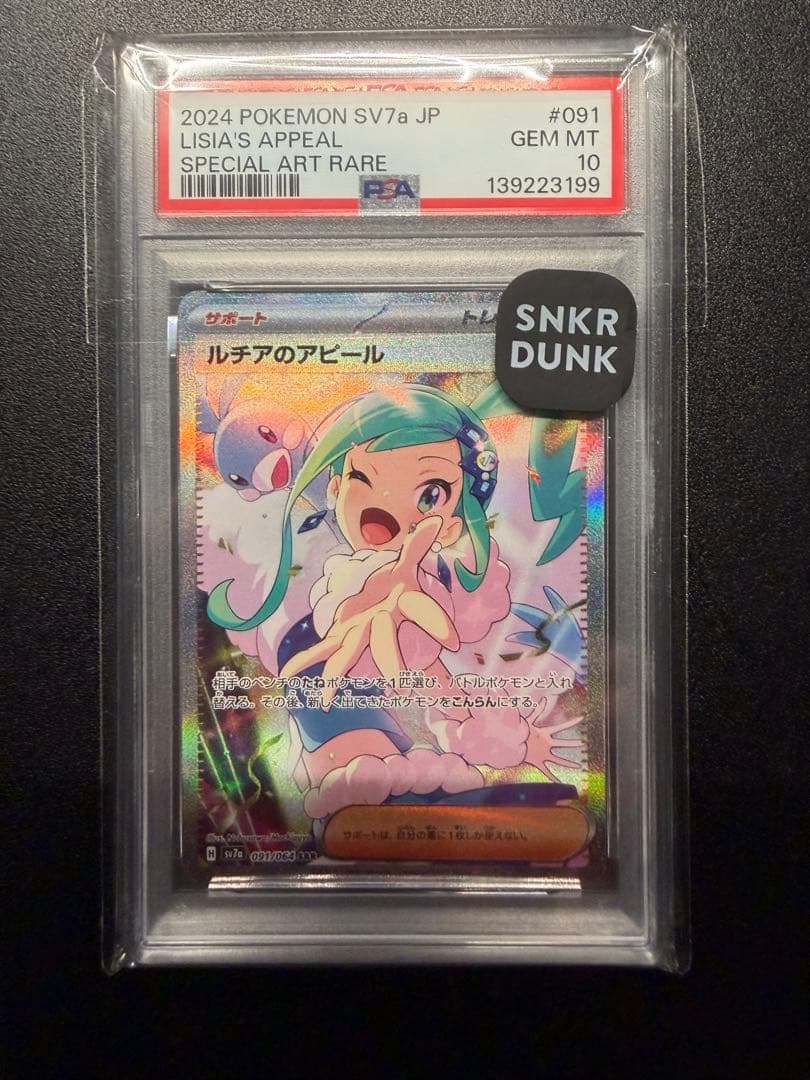 2024 POKEMON SV7a JP #091
LISIA'S APPEAL GEM MT
SPECIAL ART RARE 10
PSA 139223199
サポート トレ
SNKR
DUNK
ルチアのアピール
相手のベンチのたねポケモンを1匹選び、バトルポケモンと入れ
替える。その後、新しく出てきたポケモンをこんらんにする。
サポートは、自分の番に1枚しか使えない。
Illus.
H sv7a 091/064 SAR